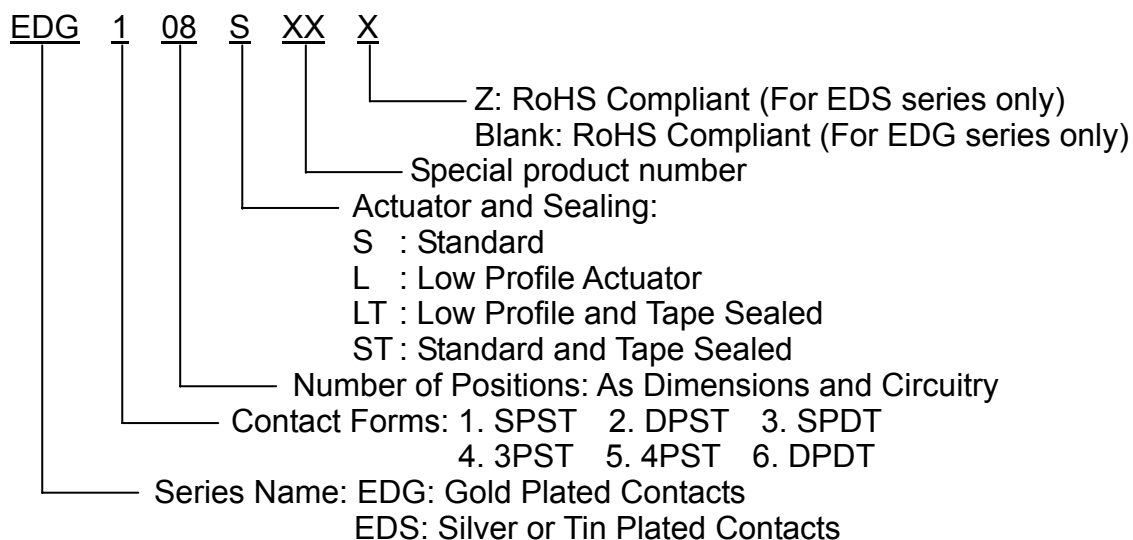 EDG 1 08 S XX X
Z: RoHS Compliant (For EDS series only)
Blank: RoHS Compliant (For EDG series only)
Special product number
Actuator and Sealing:
S : Standard
L : Low Profile Actuator
LT : Low Profile and Tape Sealed
ST : Standard and Tape Sealed
Number of Positions: As Dimensions and Circuitry
Contact Forms: 1. SPST 2. DPST 3. SPDT
4. 3PST 5. 4PST 6. DPDT
Series Name: EDG: Gold Plated Contacts
EDS: Silver or Tin Plated Contacts